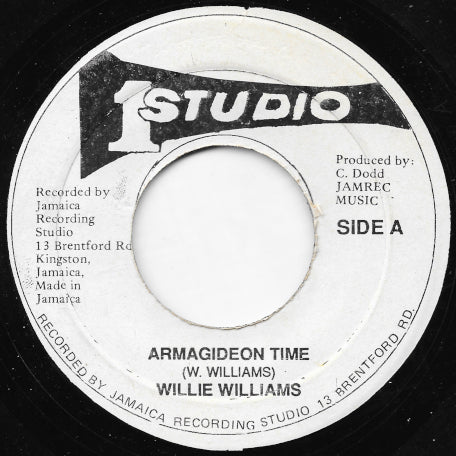 1 STUDIO
Recorded by
Jamaica
Recording
Studio
13 Brentford Rd
Kingston,
Jamaica,
Made in
Jamaica
Produced by:
C. Dodd
JAMREC
MUSIC
SIDE A
ARMAGIDEON TIME
(W. WILLIAMS)
WILLIE WILLIAMS
RECORDED BY JAMAICA RECORDING STUDIO 13 BRENTFORD RD.